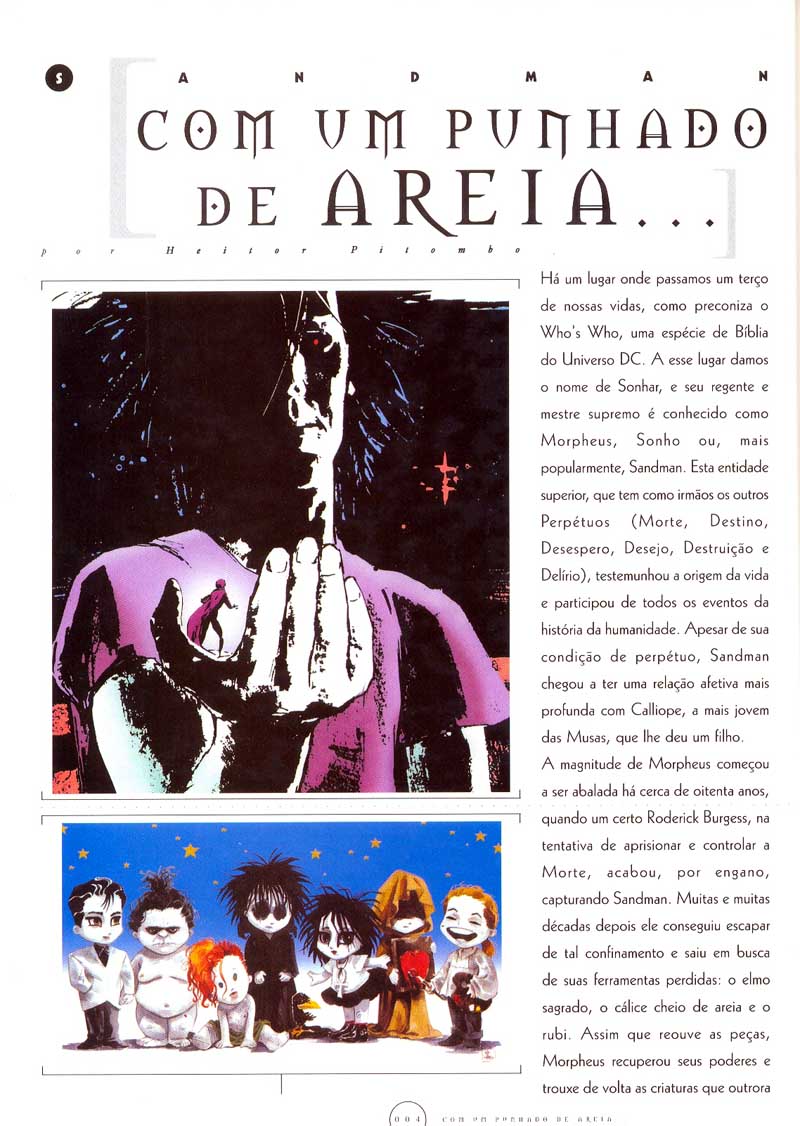 SANDMAN
COM UM PUNHADO
DE AREIA...
por Heitor Pitombo
Há um lugar onde passamos um terço
de nossas vidas, como preconiza o
Who's Who, uma espécie de Bíblia
do Universo DC. A esse lugar damos
o nome de Sonhar, e seu regente e
mestre supremo é conhecido como
Morpheus, Sonho ou, mais
popularmente, Sandman. Esta entidade
superior, que tem como irmãos os outros
Perpétuos (Morte, Destino,
Desespero, Desejo, Destruição e
Delírio), testemunhou a origem da vida
e participou de todos os eventos da
história da humanidade. Apesar de sua
condição de perpétuo, Sandman
chegou a ter uma relação afetiva mais
profunda com Calliope, a mais jovem
das Musas, que lhe deu um filho.
A magnitude de Morpheus começou
a ser abalada há cerca de oitenta anos,
quando um certo Roderick Burgess, na
tentativa de aprisionar e controlar a
Morte, acabou, por engano,
capturando Sandman. Muitas e muitas
décadas depois ele conseguiu escapar
de tal confinamento e saiu em busca
de suas ferramentas perdidas: o elmo
sagrado, o cálice cheio de areia e o
rubi. Assim que reouve as peças,
Morpheus recuperou seus poderes e
trouxe de volta as criaturas que outrora
004 COM UM PUNHADO DE AREIA...